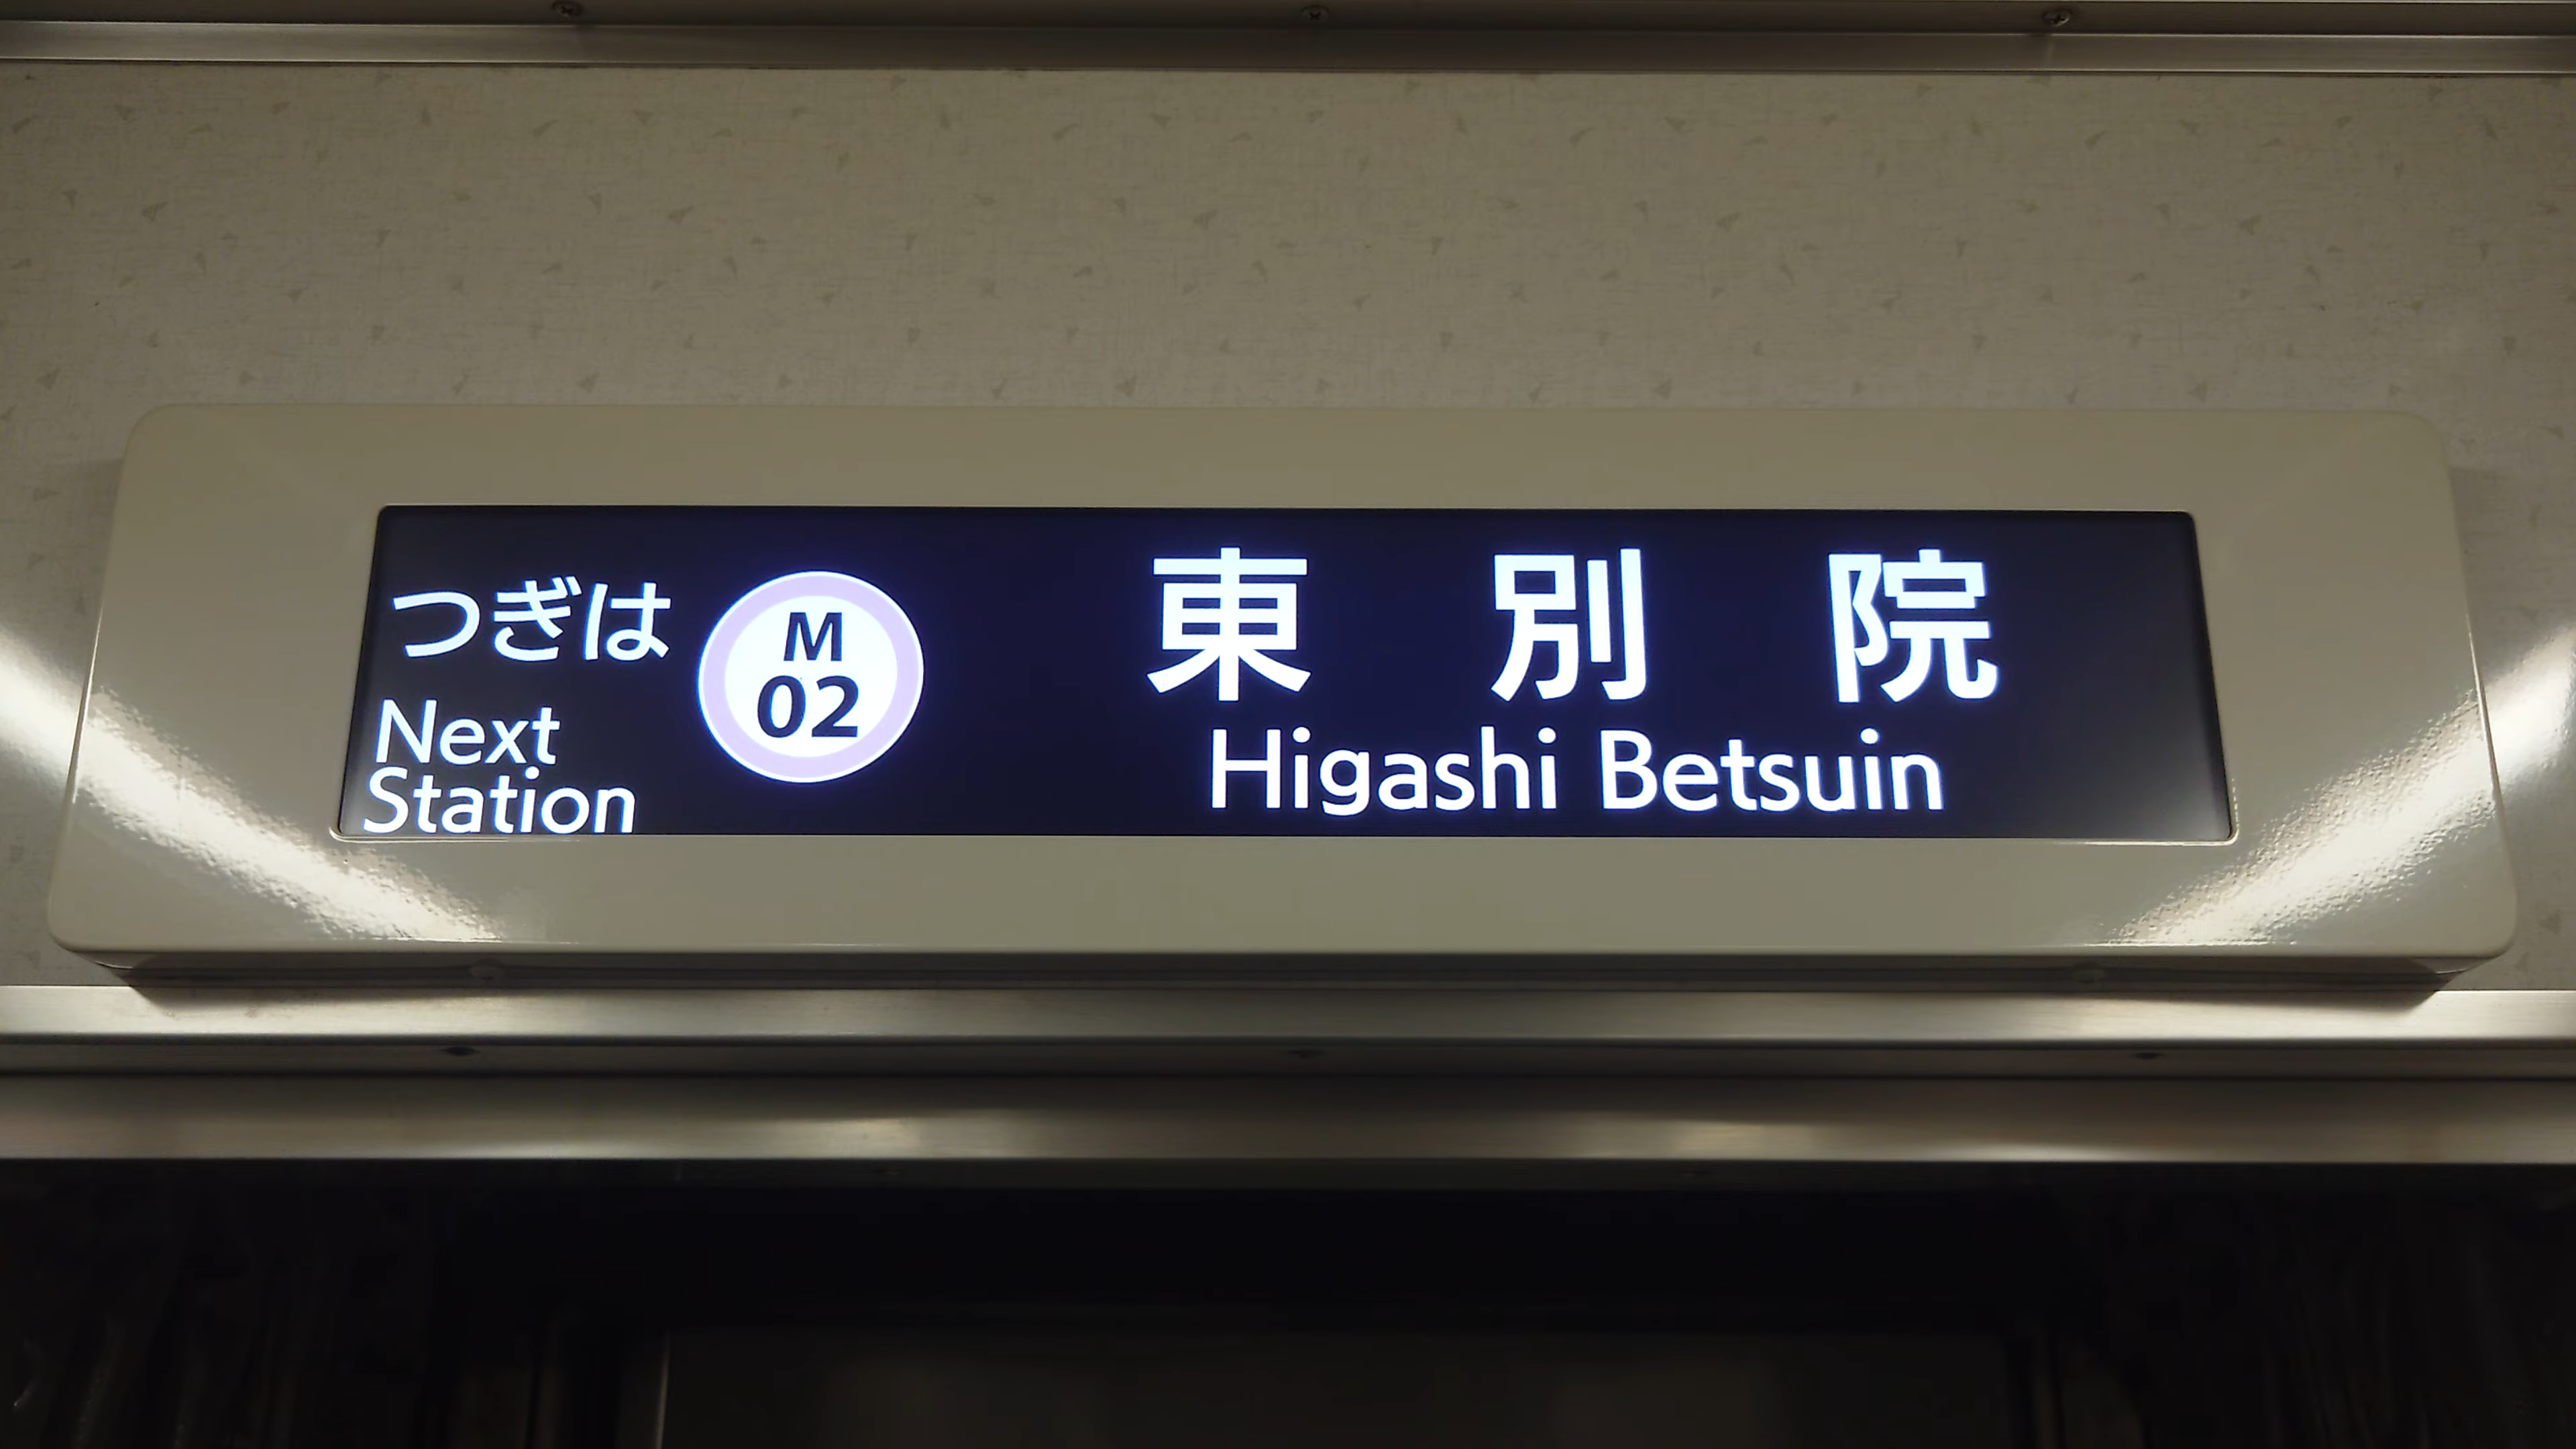 つぎは
Next
Station
M
02
東別院
Higashi Betsuin